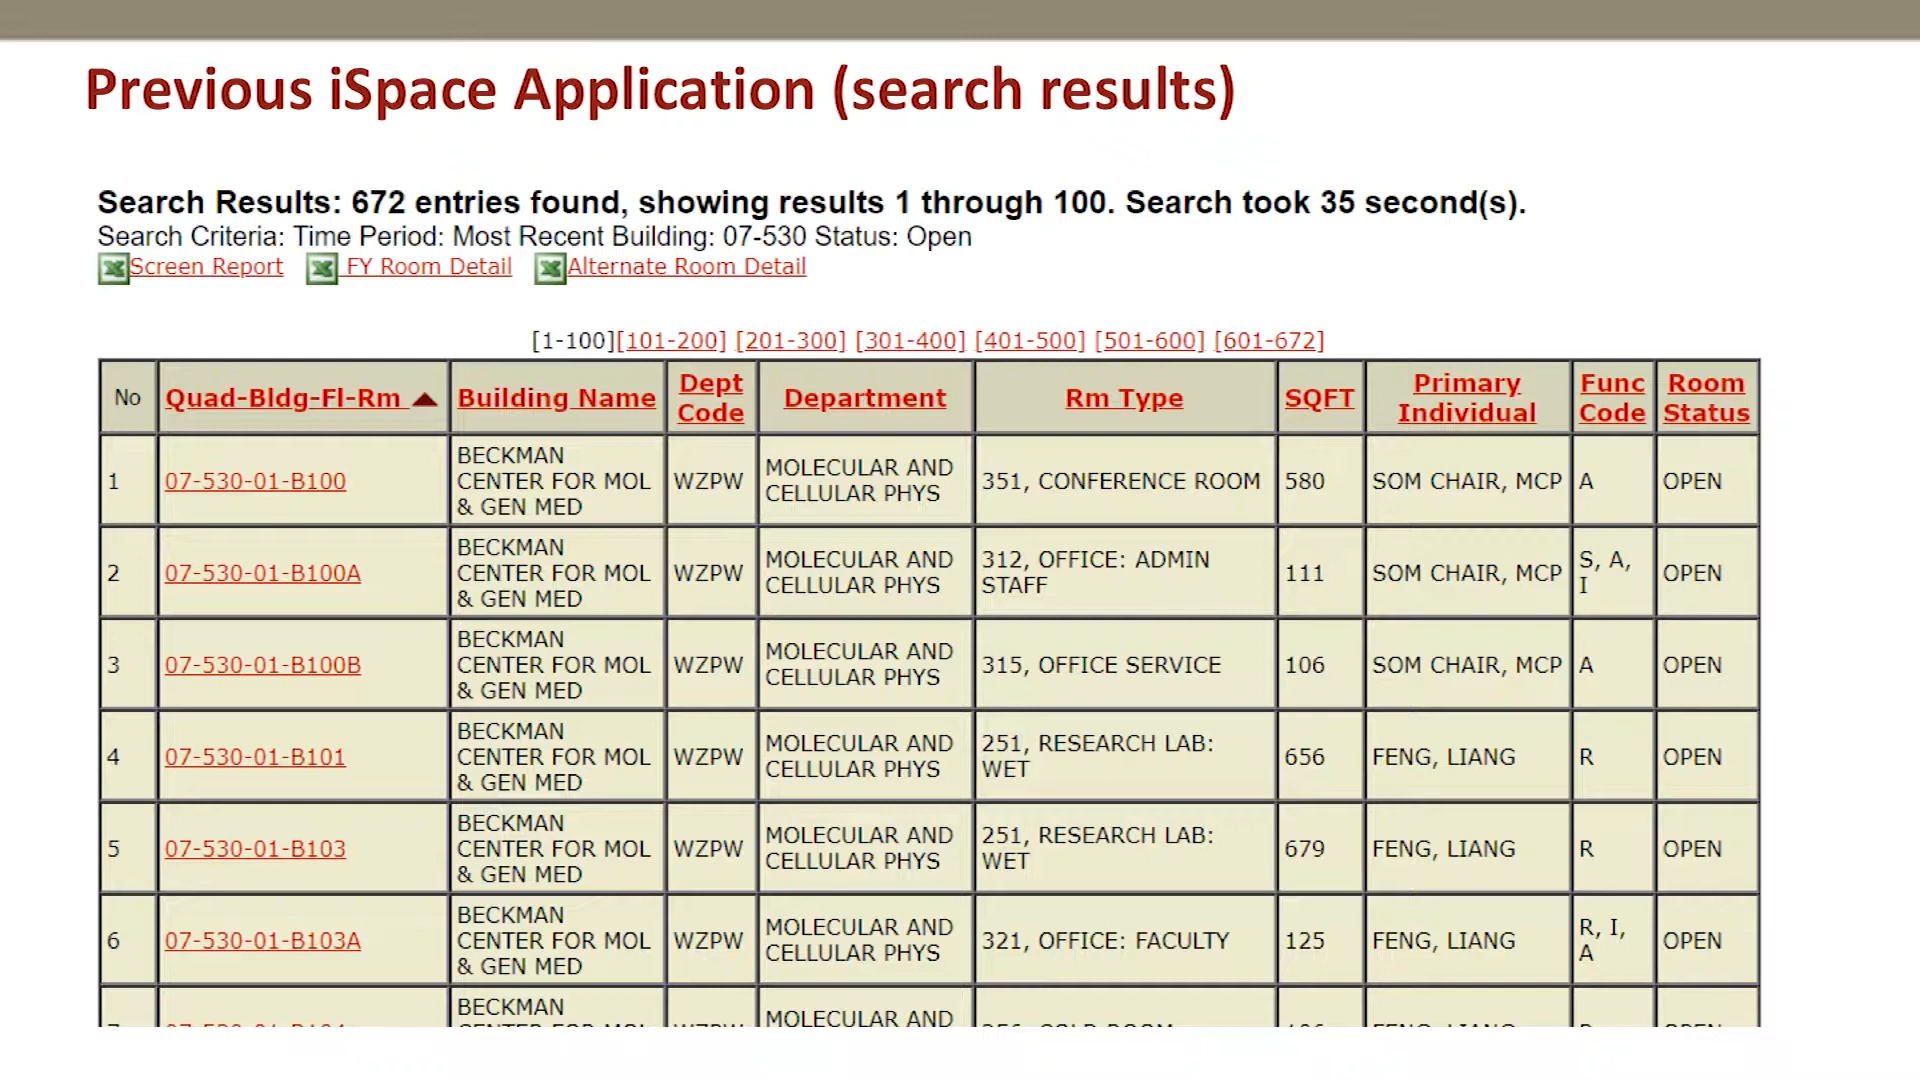 Previous iSpace Application (search results)
Search Results: 672 entries found, showing results 1 through 100. Search took 35 second(s).
Search Criteria: Time Period: Most Recent Building: 07-530 Status: Open
Screen Report FY Room Detail Alternate Room Detail
[1-100][101-200] [201-300] [301-400] [401-500] [501-600] [601-672]
No
Quad-Bldg-Fl-Rm
Building Name
Dept
Code
Department
Rm Type
SQFT
Primary
Individual
Func
Code
Room
Status
1
07-530-01-B100
BECKMAN
CENTER FOR MOL
& GEN MED
WZPW
MOLECULAR AND
CELLULAR PHYS
351, CONFERENCE ROOM
580
SOM CHAIR, MCP
A
OPEN
2
07-530-01-B100A
BECKMAN
CENTER FOR MOL
& GEN MED
WZPW
MOLECULAR AND
CELLULAR PHYS
312, OFFICE: ADMIN
STAFF
111
SOM CHAIR, MCP
S, A,
I
OPEN
3
07-530-01-B100B
BECKMAN
CENTER FOR MOL
& GEN MED
WZPW
MOLECULAR AND
CELLULAR PHYS
315, OFFICE SERVICE
106
SOM CHAIR, MCP
A
OPEN
4
07-530-01-B101
BECKMAN
CENTER FOR MOL
& GEN MED
WZPW
MOLECULAR AND
CELLULAR PHYS
251, RESEARCH LAB:
WET
656
FENG, LIANG
R
OPEN
5
07-530-01-B103
BECKMAN
CENTER FOR MOL
& GEN MED
WZPW
MOLECULAR AND
CELLULAR PHYS
251, RESEARCH LAB:
WET
679
FENG, LIANG
R
OPEN
6
07-530-01-B103A
BECKMAN
CENTER FOR MOL
& GEN MED
WZPW
MOLECULAR AND
CELLULAR PHYS
321, OFFICE: FACULTY
125
FENG, LIANG
R, I,
A
OPEN
BECKMAN
CENTER FOR MOL
MOLECULAR AND
FENG, LIANG
OPEN